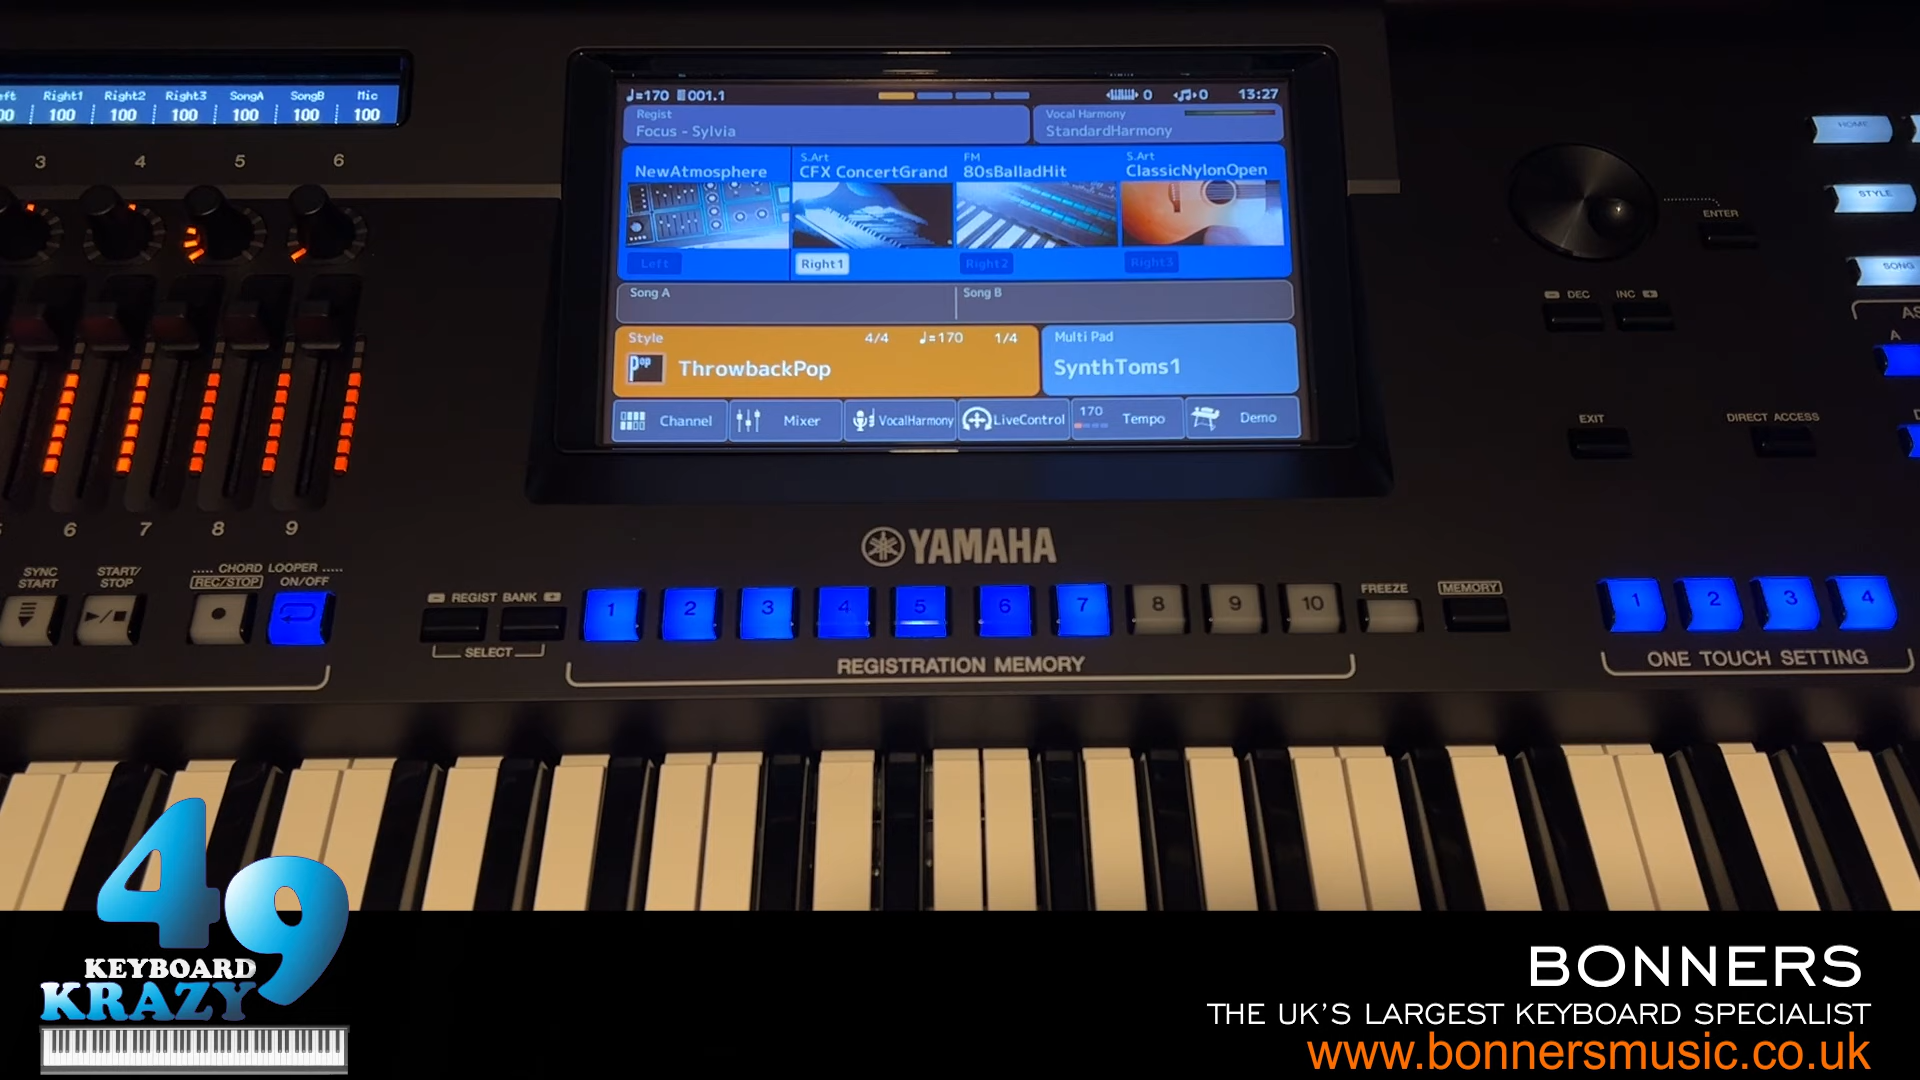 Right1 Right2 Right3 SongA SongB Mic
100 100 100 100 100 100
3 4 5 6
6 7 8 9
SYNC START
START/STOP
CHORD LOOPER
REC/STOP ON/OFF
♩=170 001.1
0 0 13:27
Regist
Focus - Sylvia
Vocal Harmony
StandardHarmony
NewAtmosphere
S.Art
CFX ConcertGrand
FM
80sBalladHit
S.Art
ClassicNylonOpen
Left Right1 Right2 Right3
Song A Song B
Style 4/4 ♩=170 1/4
Pop ThrowbackPop
Multi Pad
SynthToms1
Channel Mixer VocalHarmony LiveControl 170 Tempo Demo
YAMAHA
- REGIST BANK +
SELECT
1 2 3 4 5 6 7 8 9 10
REGISTRATION MEMORY
FREEZE MEMORY
ENTER
- DEC INC +
EXIT
DIRECT ACCESS
HOME
STYLE
SONG
A
1 2 3 4
ONE TOUCH SETTING
49
KEYBOARD
KRAZY
BONNERS
THE UK'S LARGEST KEYBOARD SPECIALIST
www.bonnersmusic.co.uk